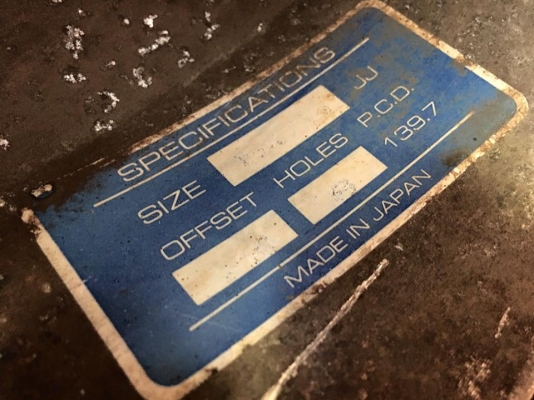 SPECIFICATIONS
SIZE JJ
OFFSET HOLES P.C.D.
139.7
MADE IN JAPAN